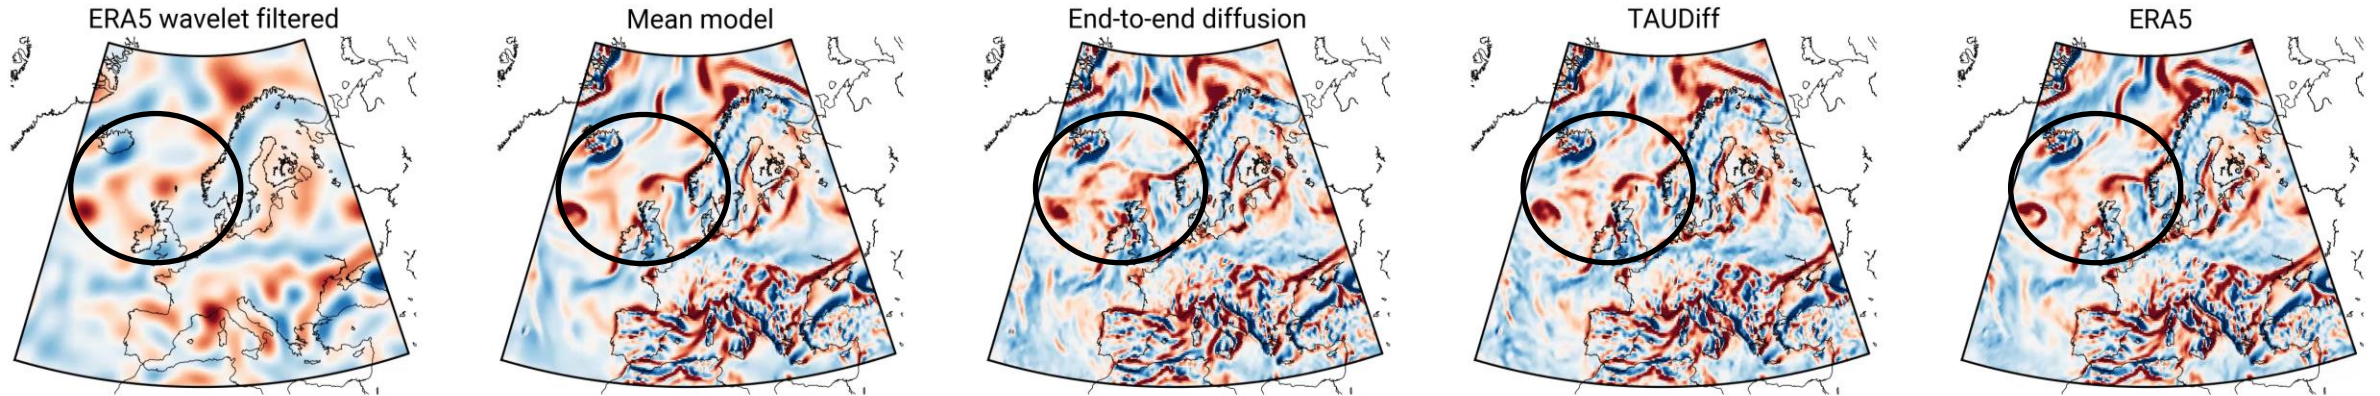 ERA5 wavelet filtered
Mean model
End-to-end diffusion
TAUDiff
ERA5